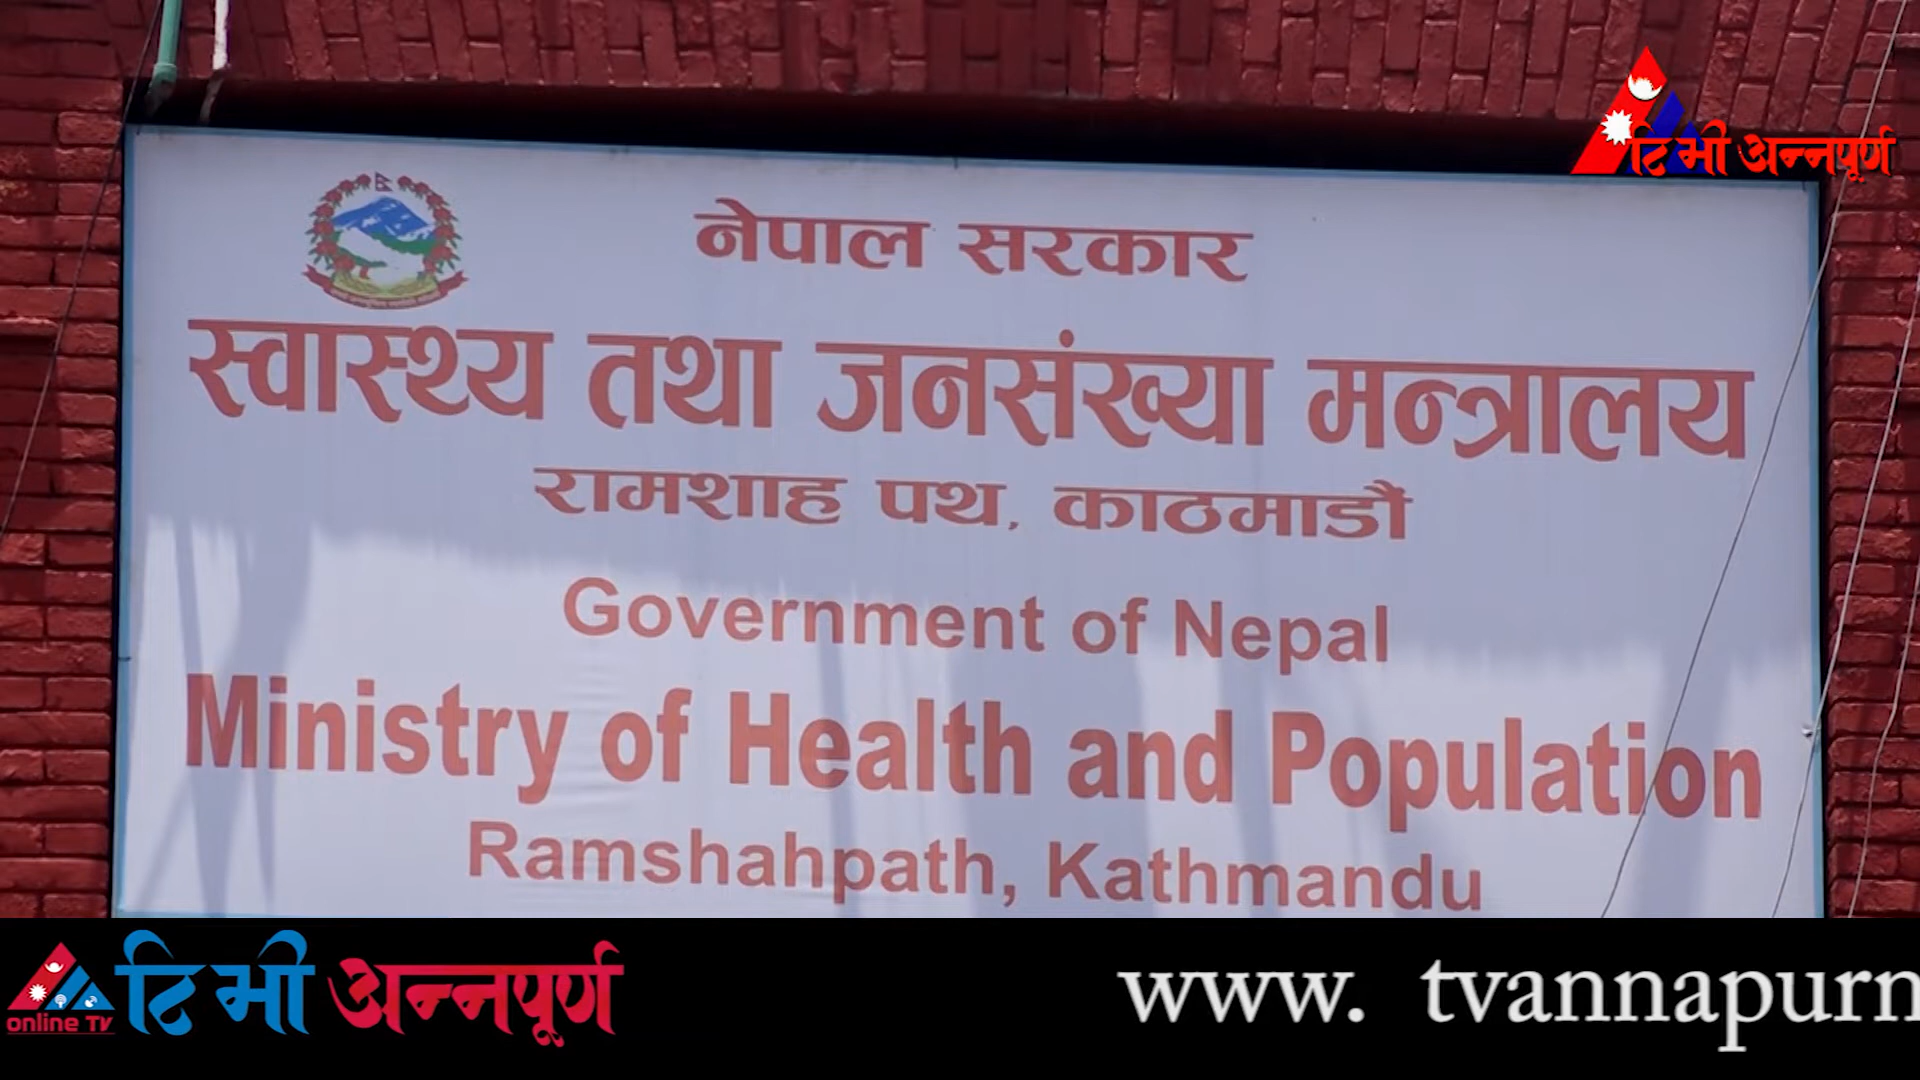 टि भी अन्नपूर्ण
नेपाल सरकार
स्वास्थ्य तथा जनसंख्या मन्त्रालय
रामशाह पथ, काठमाडौं
Government of Nepal
Ministry of Health and Population
Ramshahpath, Kathmandu
टि भी अन्नपूर्ण
online Tv
www. tvannapurn